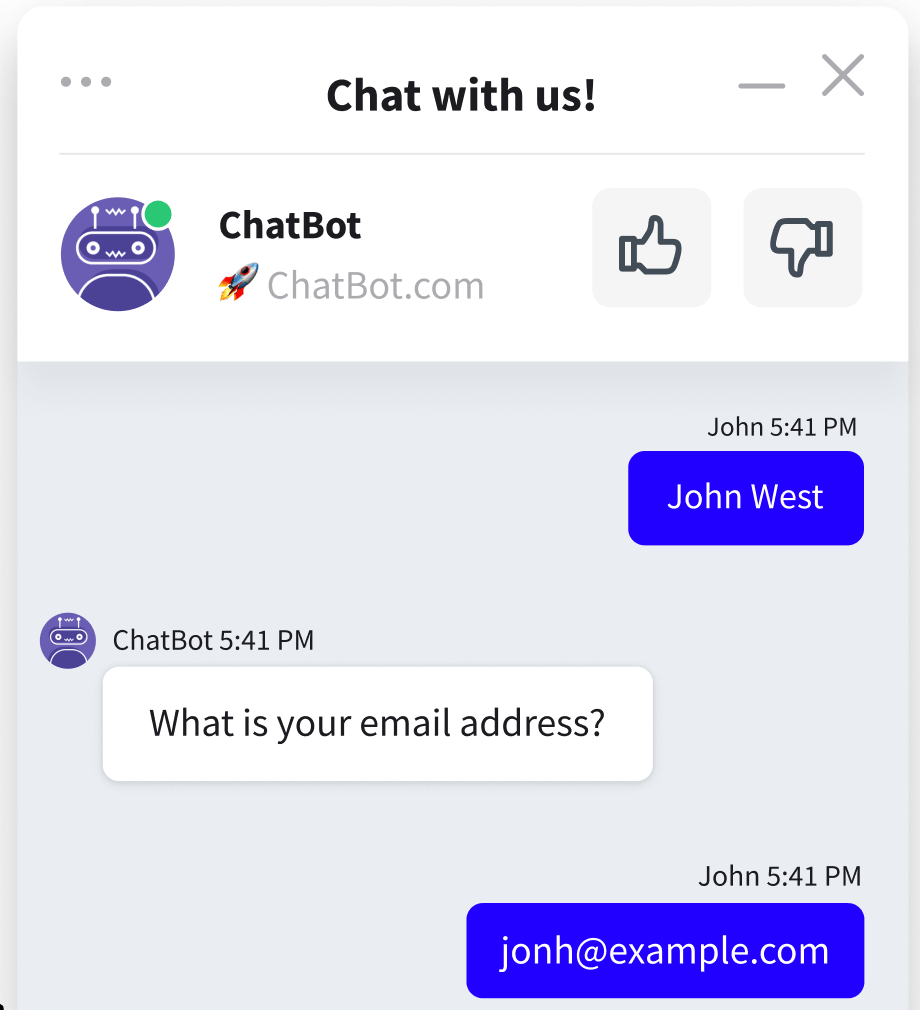 Chat with us!
ChatBot
🚀 ChatBot.com
John 5:41 PM
John West
ChatBot 5:41 PM
What is your email address?
John 5:41 PM
jonh@example.com